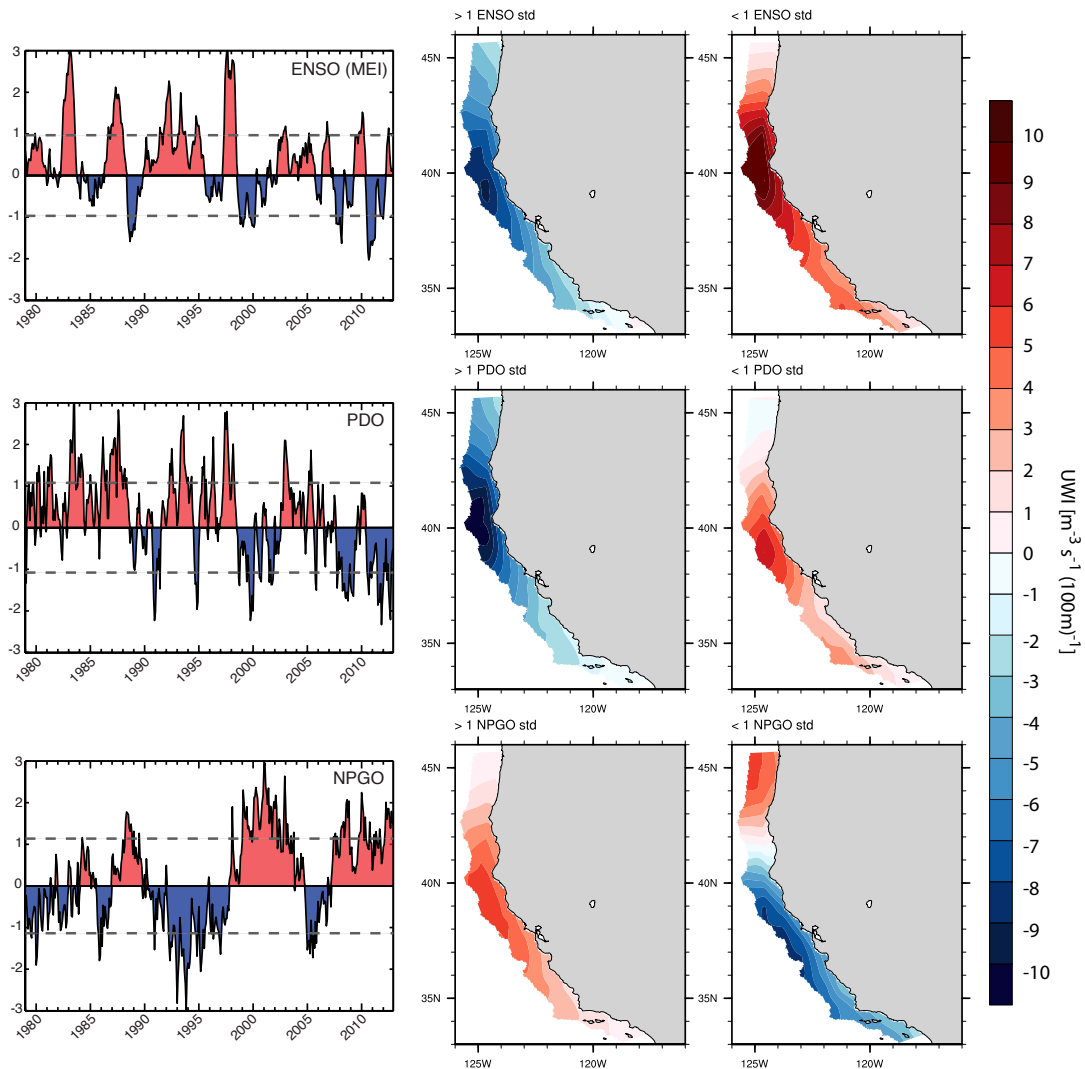 > 1 ENSO std
< 1 ENSO std
ENSO (MEI)
3
2
1
0
-1
-2
-3
1980
1985
1990
1995
2000
2005
2010
45N
40N
35N
125W
120W
45N
40N
35N
125W
120W
> 1 PDO std
< 1 PDO std
PDO
3
2
1
0
-1
-2
-3
1980
1985
1990
1995
2000
2005
2010
45N
40N
35N
125W
120W
45N
40N
35N
125W
120W
> 1 NPGO std
< 1 NPGO std
NPGO
3
2
1
0
-1
-2
-3
1980
1985
1990
1995
2000
2005
2010
45N
40N
35N
125W
120W
45N
40N
35N
125W
120W
10
9
8
7
6
5
4
3
2
1
0
-1
-2
-3
-4
-5
-6
-7
-8
-9
-10
UWI [m⁻³ s⁻¹ (100m)⁻¹]